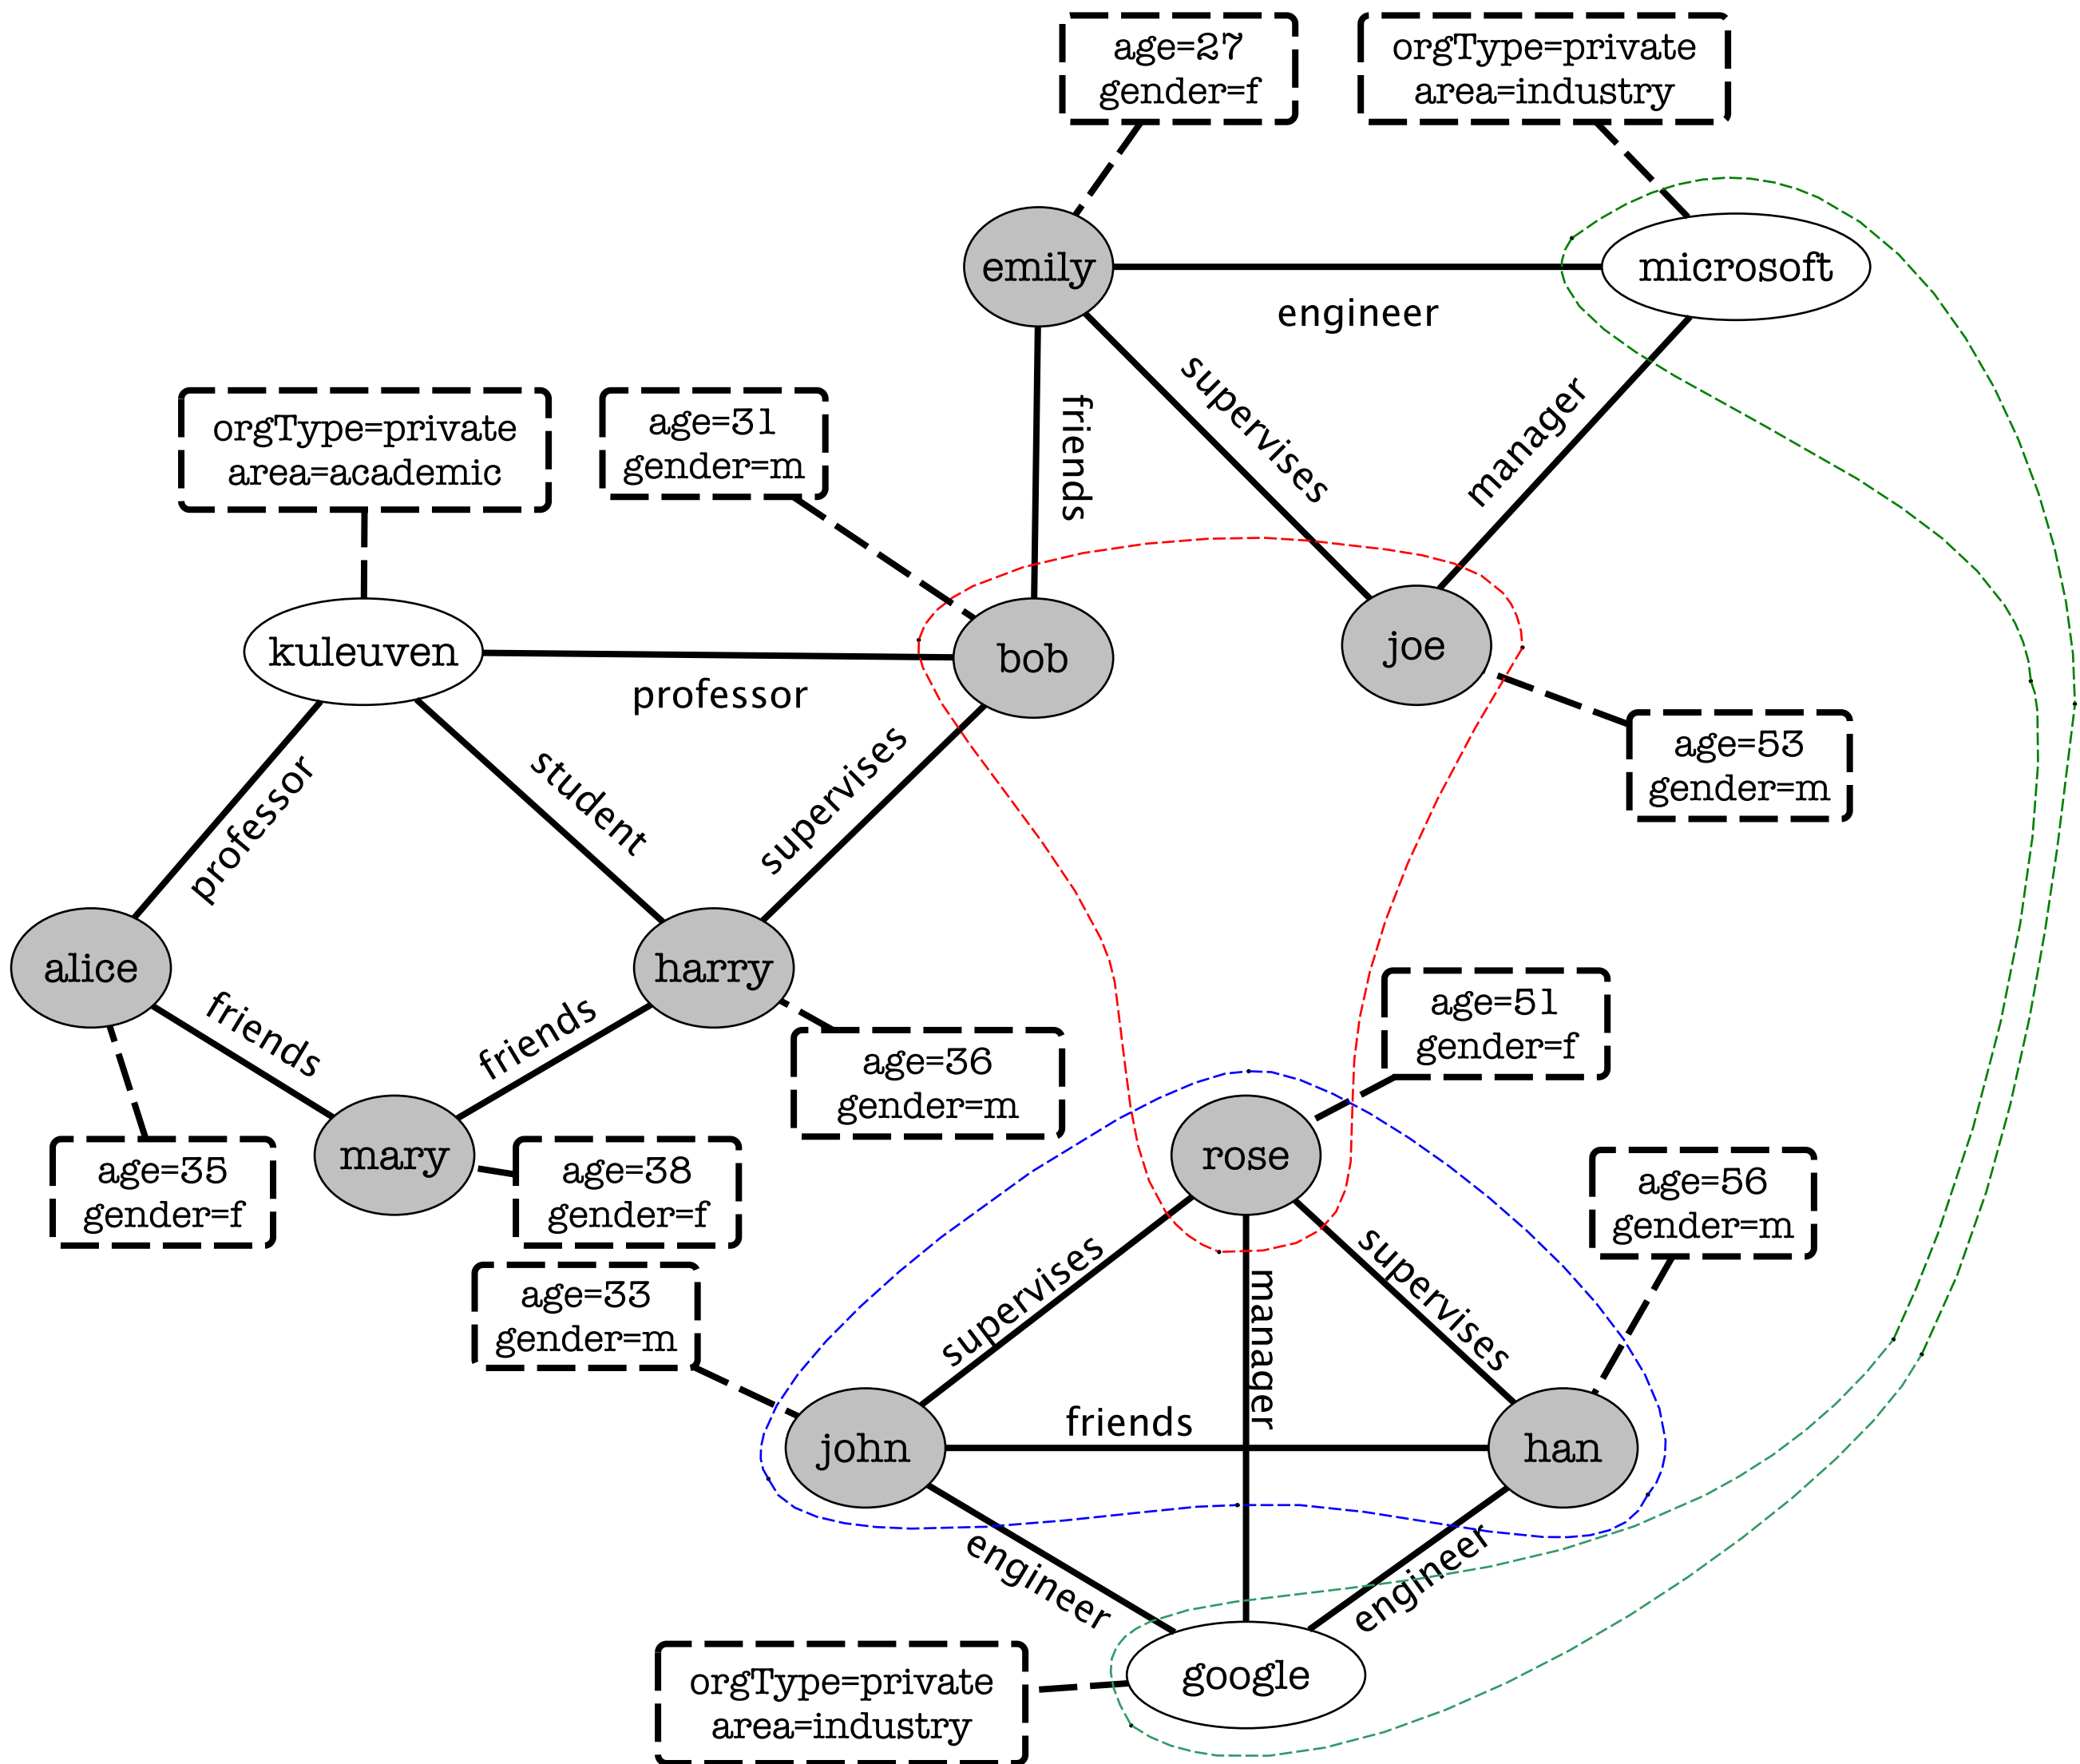 age=27
gender=f
orgType=private
area=industry
emily
microsoft
engineer
supervises
manager
friends
orgType=private
area=academic
age=31
gender=m
kuleuven
bob
joe
professor
age=53
gender=m
professor
student
supervises
alice
harry
age=51
gender=f
friends
friends
age=36
gender=m
mary
rose
age=35
gender=f
age=38
gender=f
age=56
gender=m
age=33
gender=m
supervises
manager
supervises
friends
john
han
engineer
engineer
google
orgType=private
area=industry